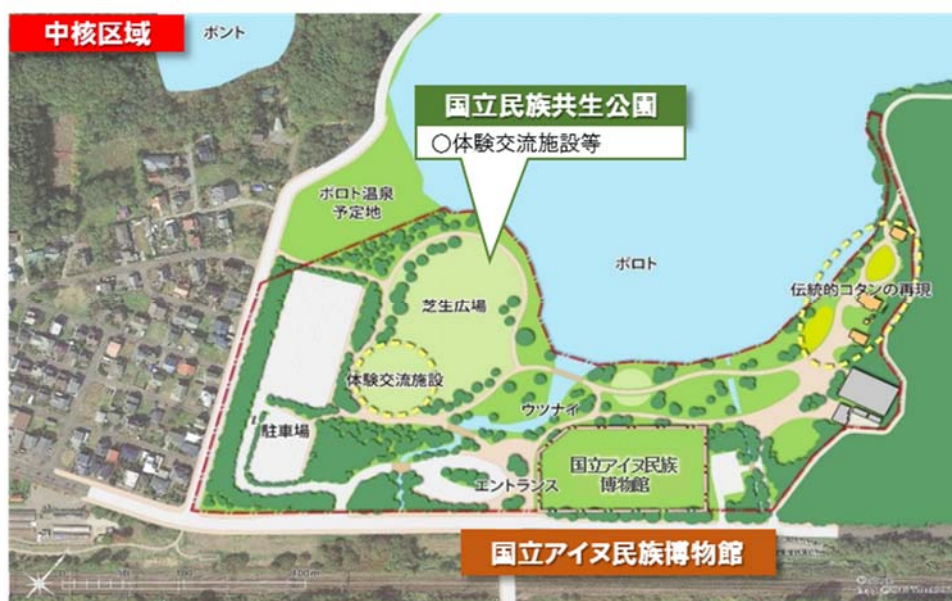 中核区域
ポント
国立民族共生公園
○体験交流施設等
ポロト温泉
予定地
ポロト
伝統的コタンの再現
芝生広場
体験交流施設
ウツナイ
駐車場
国立アイヌ民族
博物館
エントランス
国立アイヌ民族博物館